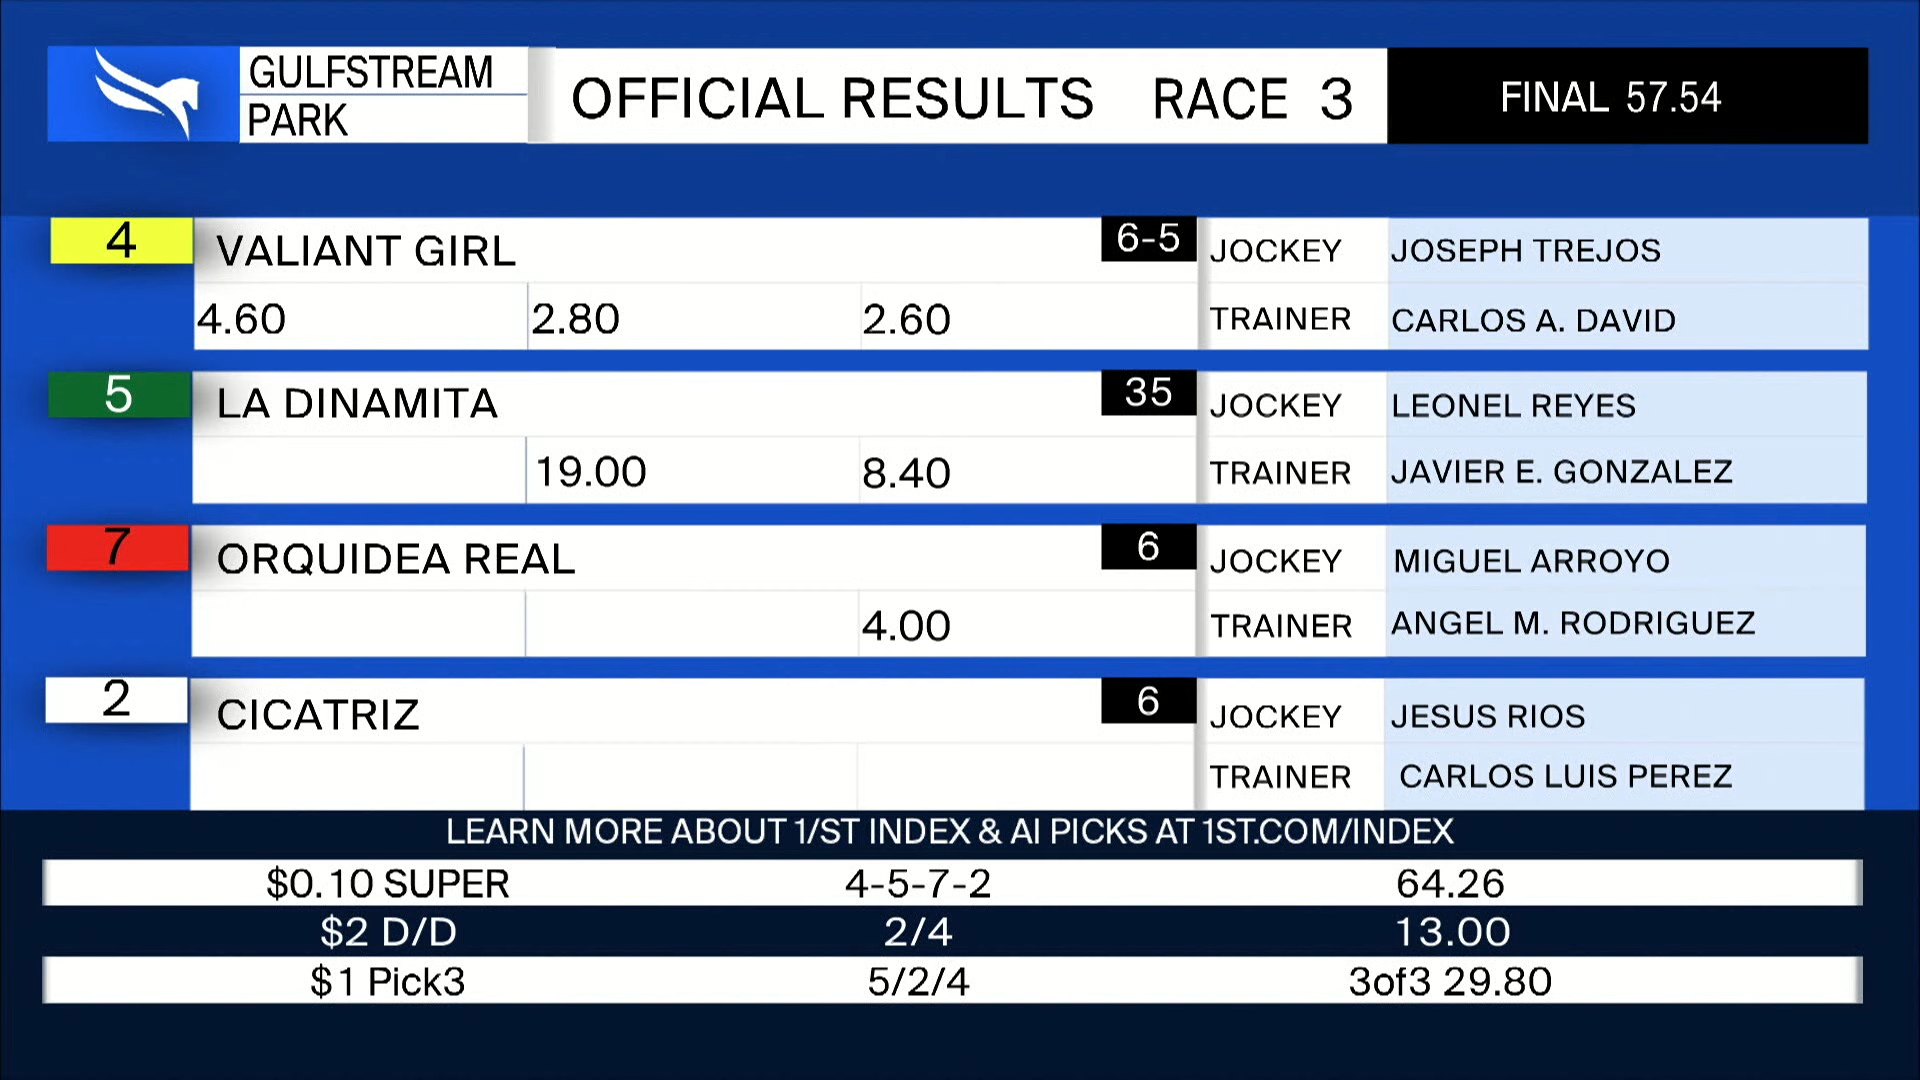 GULFSTREAM
PARK
OFFICIAL RESULTS RACE 3
FINAL 57.54
4 VALIANT GIRL 6-5 JOCKEY JOSEPH TREJOS
4.60 2.80 2.60 TRAINER CARLOS A. DAVID
5 LA DINAMITA 35 JOCKEY LEONEL REYES
19.00 8.40 TRAINER JAVIER E. GONZALEZ
7 ORQUIDEA REAL 6 JOCKEY MIGUEL ARROYO
4.00 TRAINER ANGEL M. RODRIGUEZ
2 CICATRIZ 6 JOCKEY JESUS RIOS
TRAINER CARLOS LUIS PEREZ
LEARN MORE ABOUT 1/ST INDEX & AI PICKS AT 1ST.COM/INDEX
$0.10 SUPER 4-5-7-2 64.26
$2 D/D 2/4 13.00
$1 Pick3 5/2/4 3of3 29.80